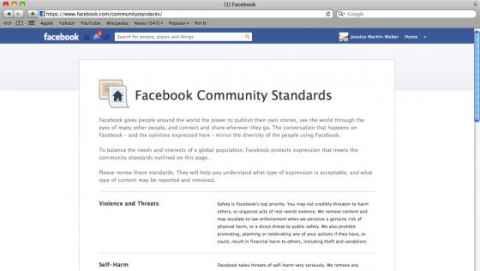 (1) Facebook
https://www.facebook.com/communitystandards/
Google
Apple Yahoo! YouTube Wikipedia News (585) Popular
facebook
Search for people, places and things
Jessica Martin Weber Home
Facebook Community Standards
Facebook gives people around the world the power to publish their own stories, see the world through the
eyes of many other people, and connect and share wherever they go. The conversation that happens on
Facebook – and the opinions expressed here – mirror the diversity of the people using Facebook.
To balance the needs and interests of a global population, Facebook protects expression that meets the
community standards outlined on this page.
Please review these standards. They will help you understand what type of expression is acceptable, and what
type of content may be reported and removed.
Violence and Threats
Safety is Facebook's top priority. You may not credibly threaten to harm
others, or organize acts of real-world violence. We remove content and
may escalate to law enforcement when we perceive a genuine risk of
physical harm, or a direct threat to public safety. We also prohibit
promoting, planning or celebrating any of your actions if they have, or
could, result in financial harm to others, including theft and vandalism.
Self-Harm
Facebook takes threats of self-harm very seriously. We remove any